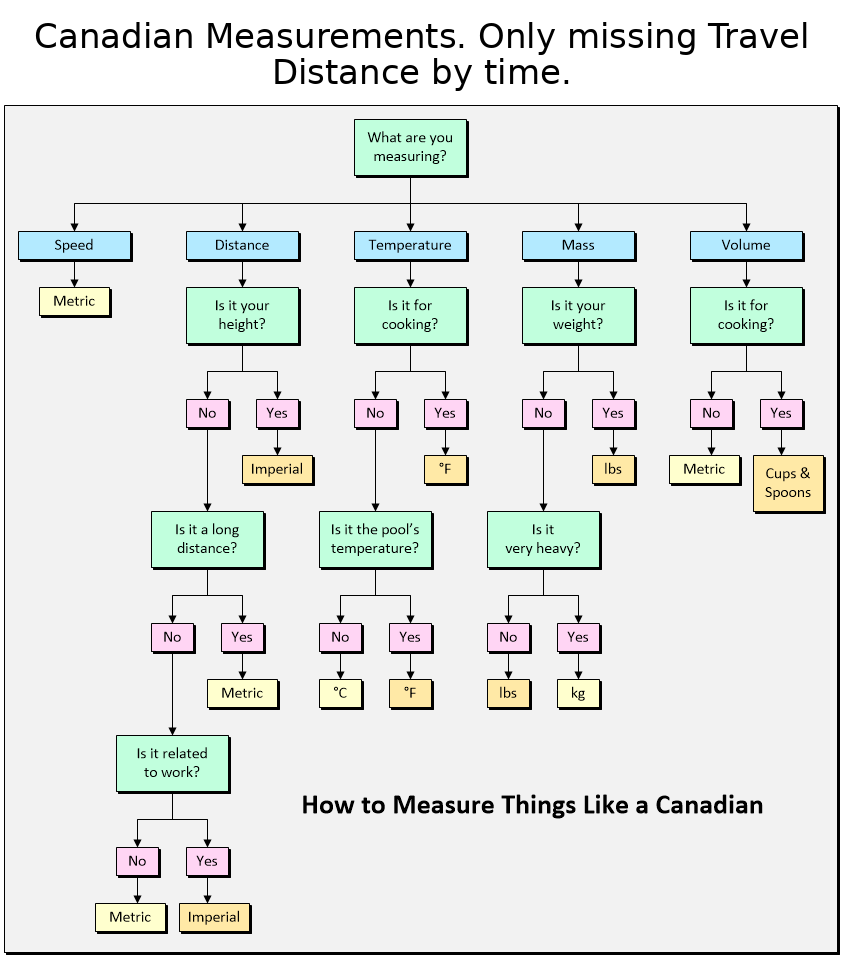 Canadian Measurements. Only missing Travel
Distance by time.
What are you
measuring?
Speed
Distance
Temperature
Mass
Volume
Metric
Is it your
height?
Is it for
cooking?
Is it your
weight?
Is it for
cooking?
No
Yes
No
Yes
No
Yes
No
Yes
Imperial
°F
lbs
Metric
Cups &
Spoons
Is it a long
distance?
Is it the pool's
temperature?
Is it
very heavy?
No
Yes
No
Yes
No
Yes
Metric
°C
°F
lbs
kg
Is it related
to work?
How to Measure Things Like a Canadian
No
Yes
Metric
Imperial